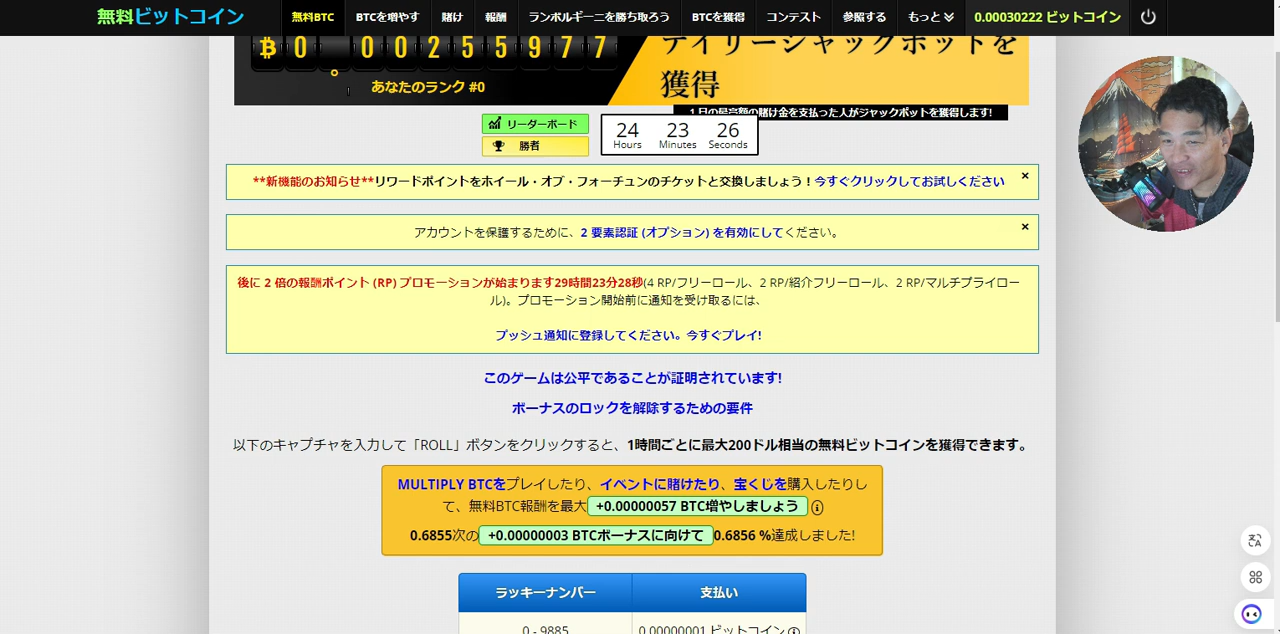 無料ビットコイン
無料BTC BTCを増やす 賭け 報酬 ランボルギーニを勝ち取ろう BTCを獲得 コンテスト 参照する もっと 0.00030222 ビットコイン
デイリージャックポットを
0 0 0 2 5 5 9 7 7
。
獲得
あなたのランク #0
1 日の最高額の賭け金を支払った人がジャックポットを獲得します!
リーダーボード
勝者
24 23 26
Hours Minutes Seconds
**新機能のお知らせ**リワードポイントをホイール・オブ・フォーチュンのチケットと交換しましょう！今すぐクリックしてお試しください
アカウントを保護するために、2 要素認証 (オプション) を有効にしてください。
後に 2 倍の報酬ポイント (RP) プロモーションが始まります29時間23分28秒(4 RP/フリーロール、2 RP/紹介フリーロール、2 RP/マルチプライロー
ル)。プロモーション開始前に通知を受け取るには、
プッシュ通知に登録してください。今すぐプレイ!
このゲームは公平であることが証明されています!
ボーナスのロックを解除するための要件
以下のキャプチャを入力して「ROLL」ボタンをクリックすると、1時間ごとに最大200ドル相当の無料ビットコインを獲得できます。
MULTIPLY BTCをプレイしたり、イベントに賭けたり、宝くじを購入したりし
て、無料BTC報酬を最大 +0.00000057 BTC増やしましょう
0.6855次の +0.00000003 BTCボーナスに向けて 0.6856 %達成しました!
ラッキーナンバー 支払い
0 - 9885 0.00000001 ビットコイン